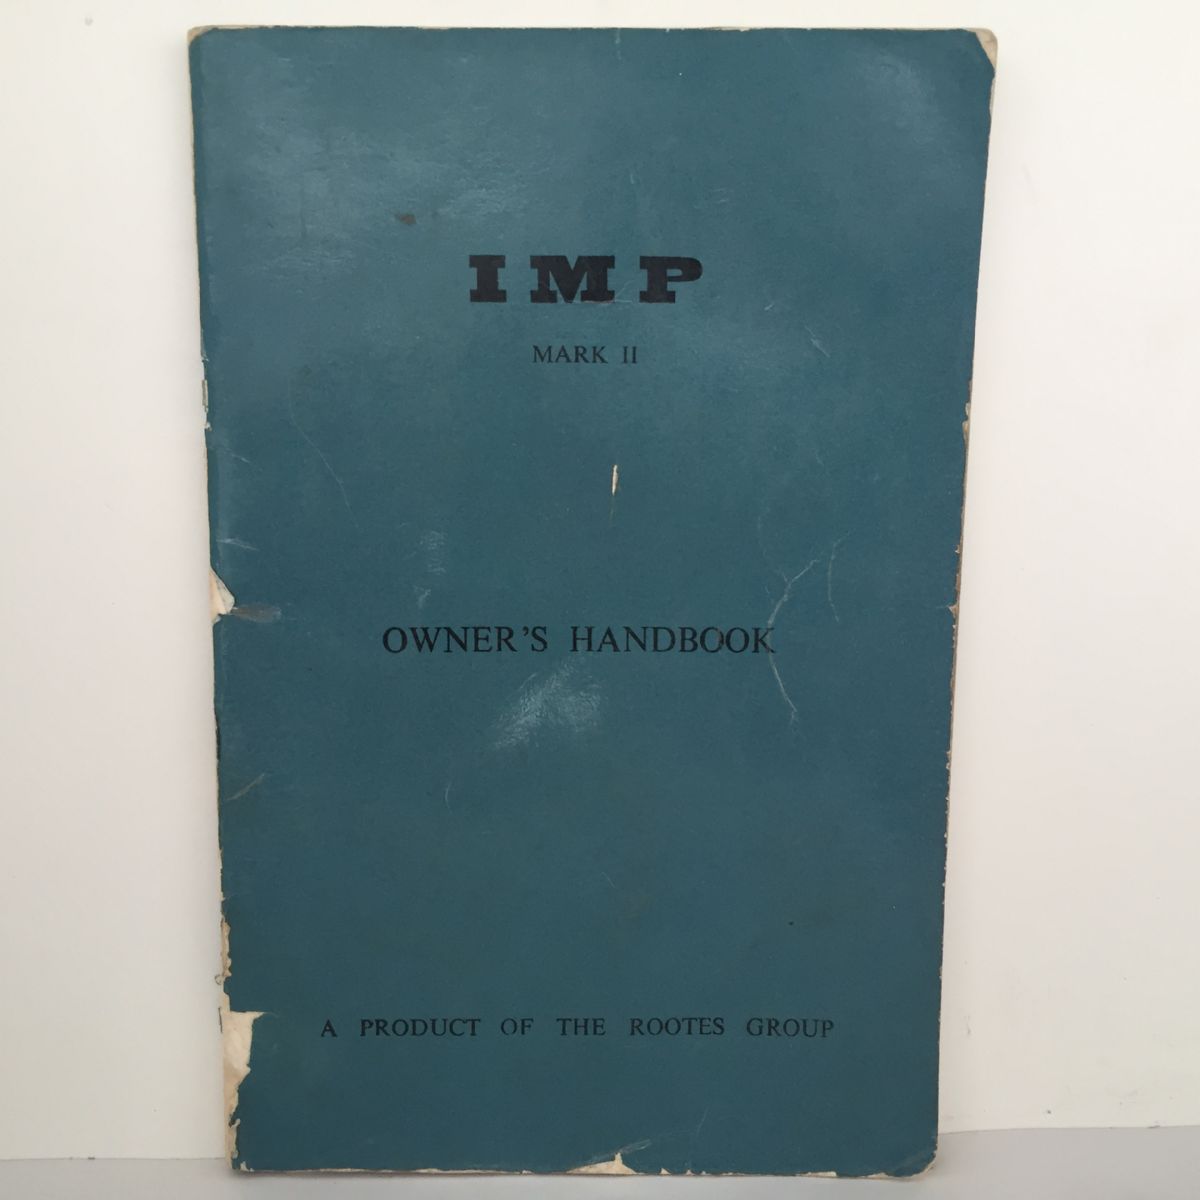 IMP
MARK II
OWNER'S HANDBOOK
A PRODUCT OF THE ROOTES GROUP